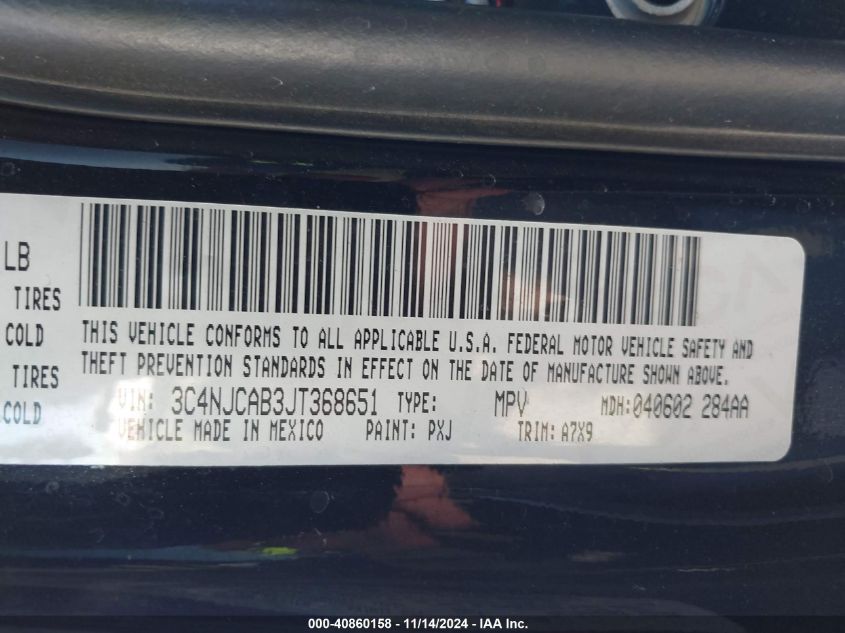 LB
TIRES
COLD
TIRES
COLD
THIS VEHICLE CONFORMS TO ALL APPLICABLE U.S.A. FEDERAL MOTOR VEHICLE SAFETY AND
THEFT PREVENTION STANDARDS IN EFFECT ON THE DATE OF MANUFACTURE SHOWN ABOVE.
VIN: 3C4NJCAB3JT368651 TYPE: MPV MDH:040602 284AA
VEHICLE MADE IN MEXICO PAINT: PXJ TRIM: A7X9
000-40860158 - 11/14/2024 - IAA Inc.